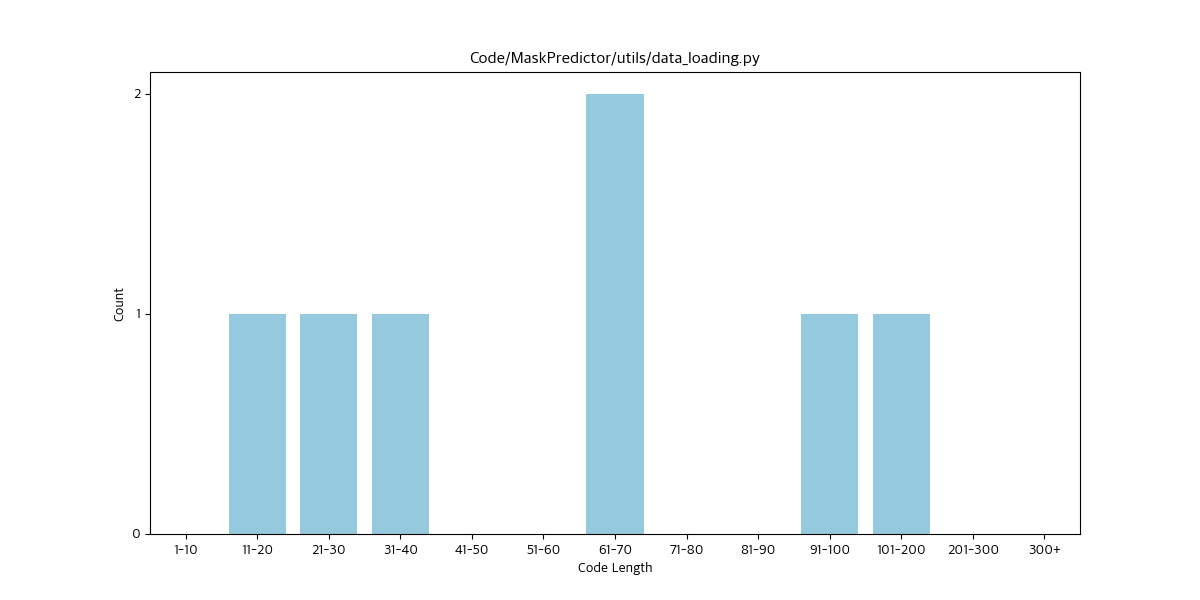 Code/MaskPredictor/utils/data_loading.py
2
1
0
Count
1-10 11-20 21-30 31-40 41-50 51-60 61-70 71-80 81-90 91-100 101-200 201-300 300+
Code Length